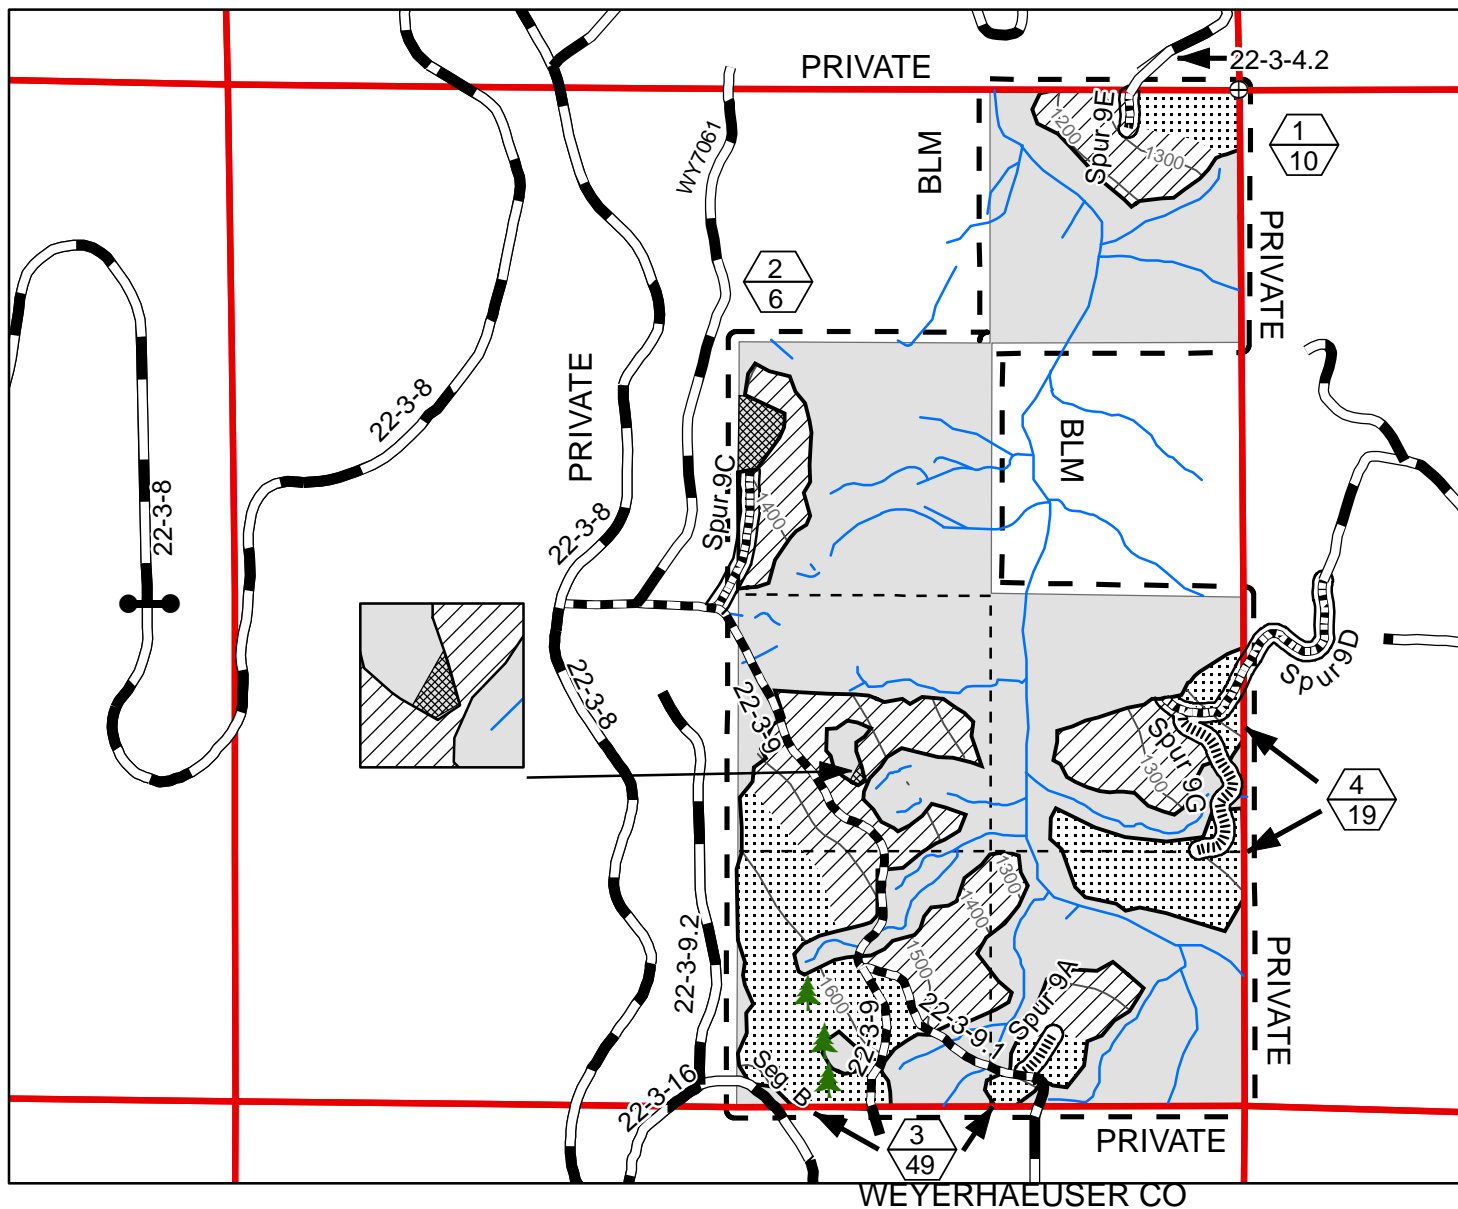 PRIVATE
22-3-4.2
WY7061
BLM
Spur 9E
1200
1300
1
10
PRIVATE
2
6
22-3-8
PRIVATE
BLM
22-3-8
Spur 9C
1400
22-3-8
22-3-8
22-3-9
Spur 9D
Spur 9G
1300
4
19
1300
1400
1500
1600
22-3-9.2
22-3-9
22-3-9.1
Spur 9A
PRIVATE
22-3-16
Seg. B
3
49
PRIVATE
WEYERHAEUSER CO